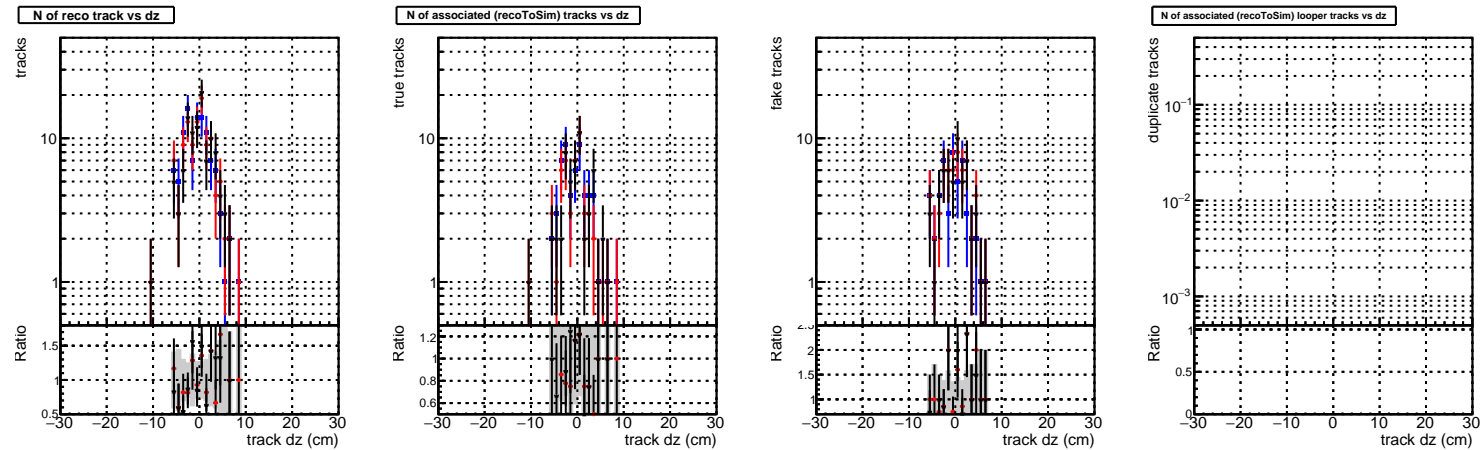 N of reco track vs dz
tracks
10
1
Ratio
1.5
1
0.5
−30 −20 −10 0 10 20 30
track dz (cm)
N of associated (recoToSim) tracks vs dz
true tracks
10
1
Ratio
1.2
1
0.8
0.6
−30 −20 −10 0 10 20 30
track dz (cm)
fake tracks
10
1
Ratio
2
1.5
1
−30 −20 −10 0 10 20 30
track dz (cm)
N of associated (recoToSim) looper tracks vs dz
duplicate tracks
10−1
10−2
10−3
Ratio
1
0.5
0
−30 −20 −10 0 10 20 30
track dz (cm)